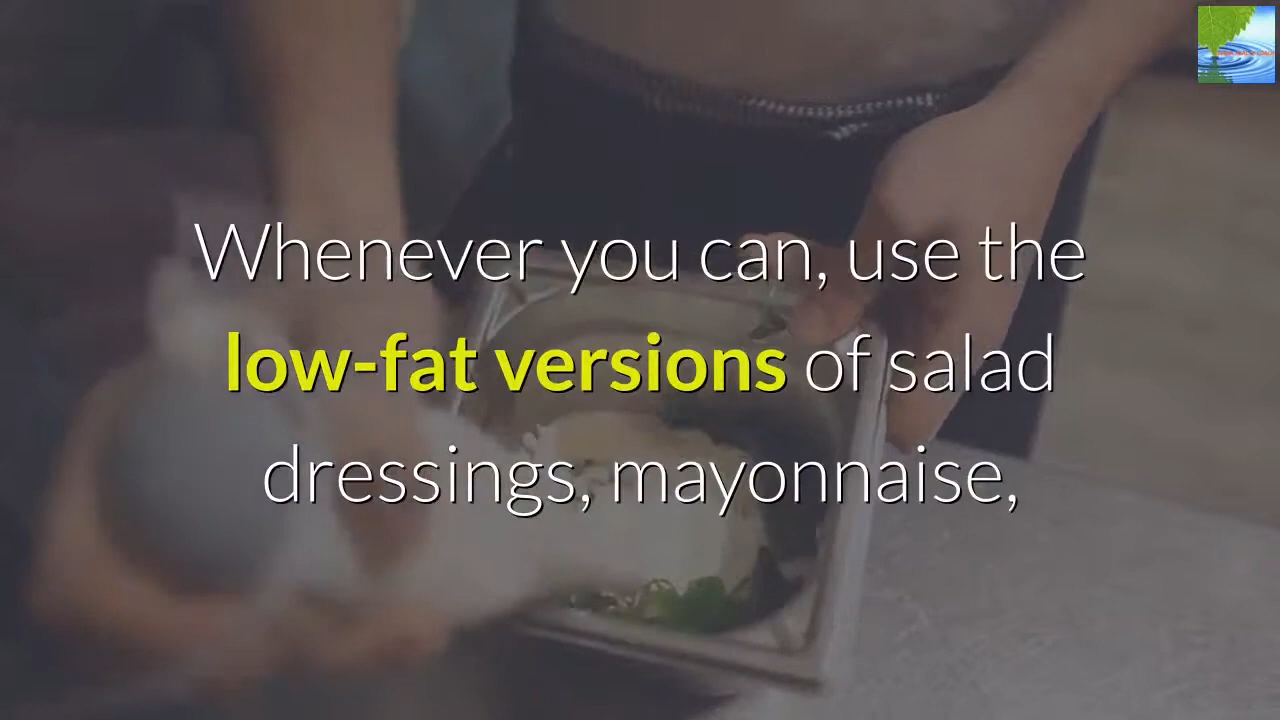 Whenever you can, use the
low-fat versions of salad
dressings, mayonnaise,